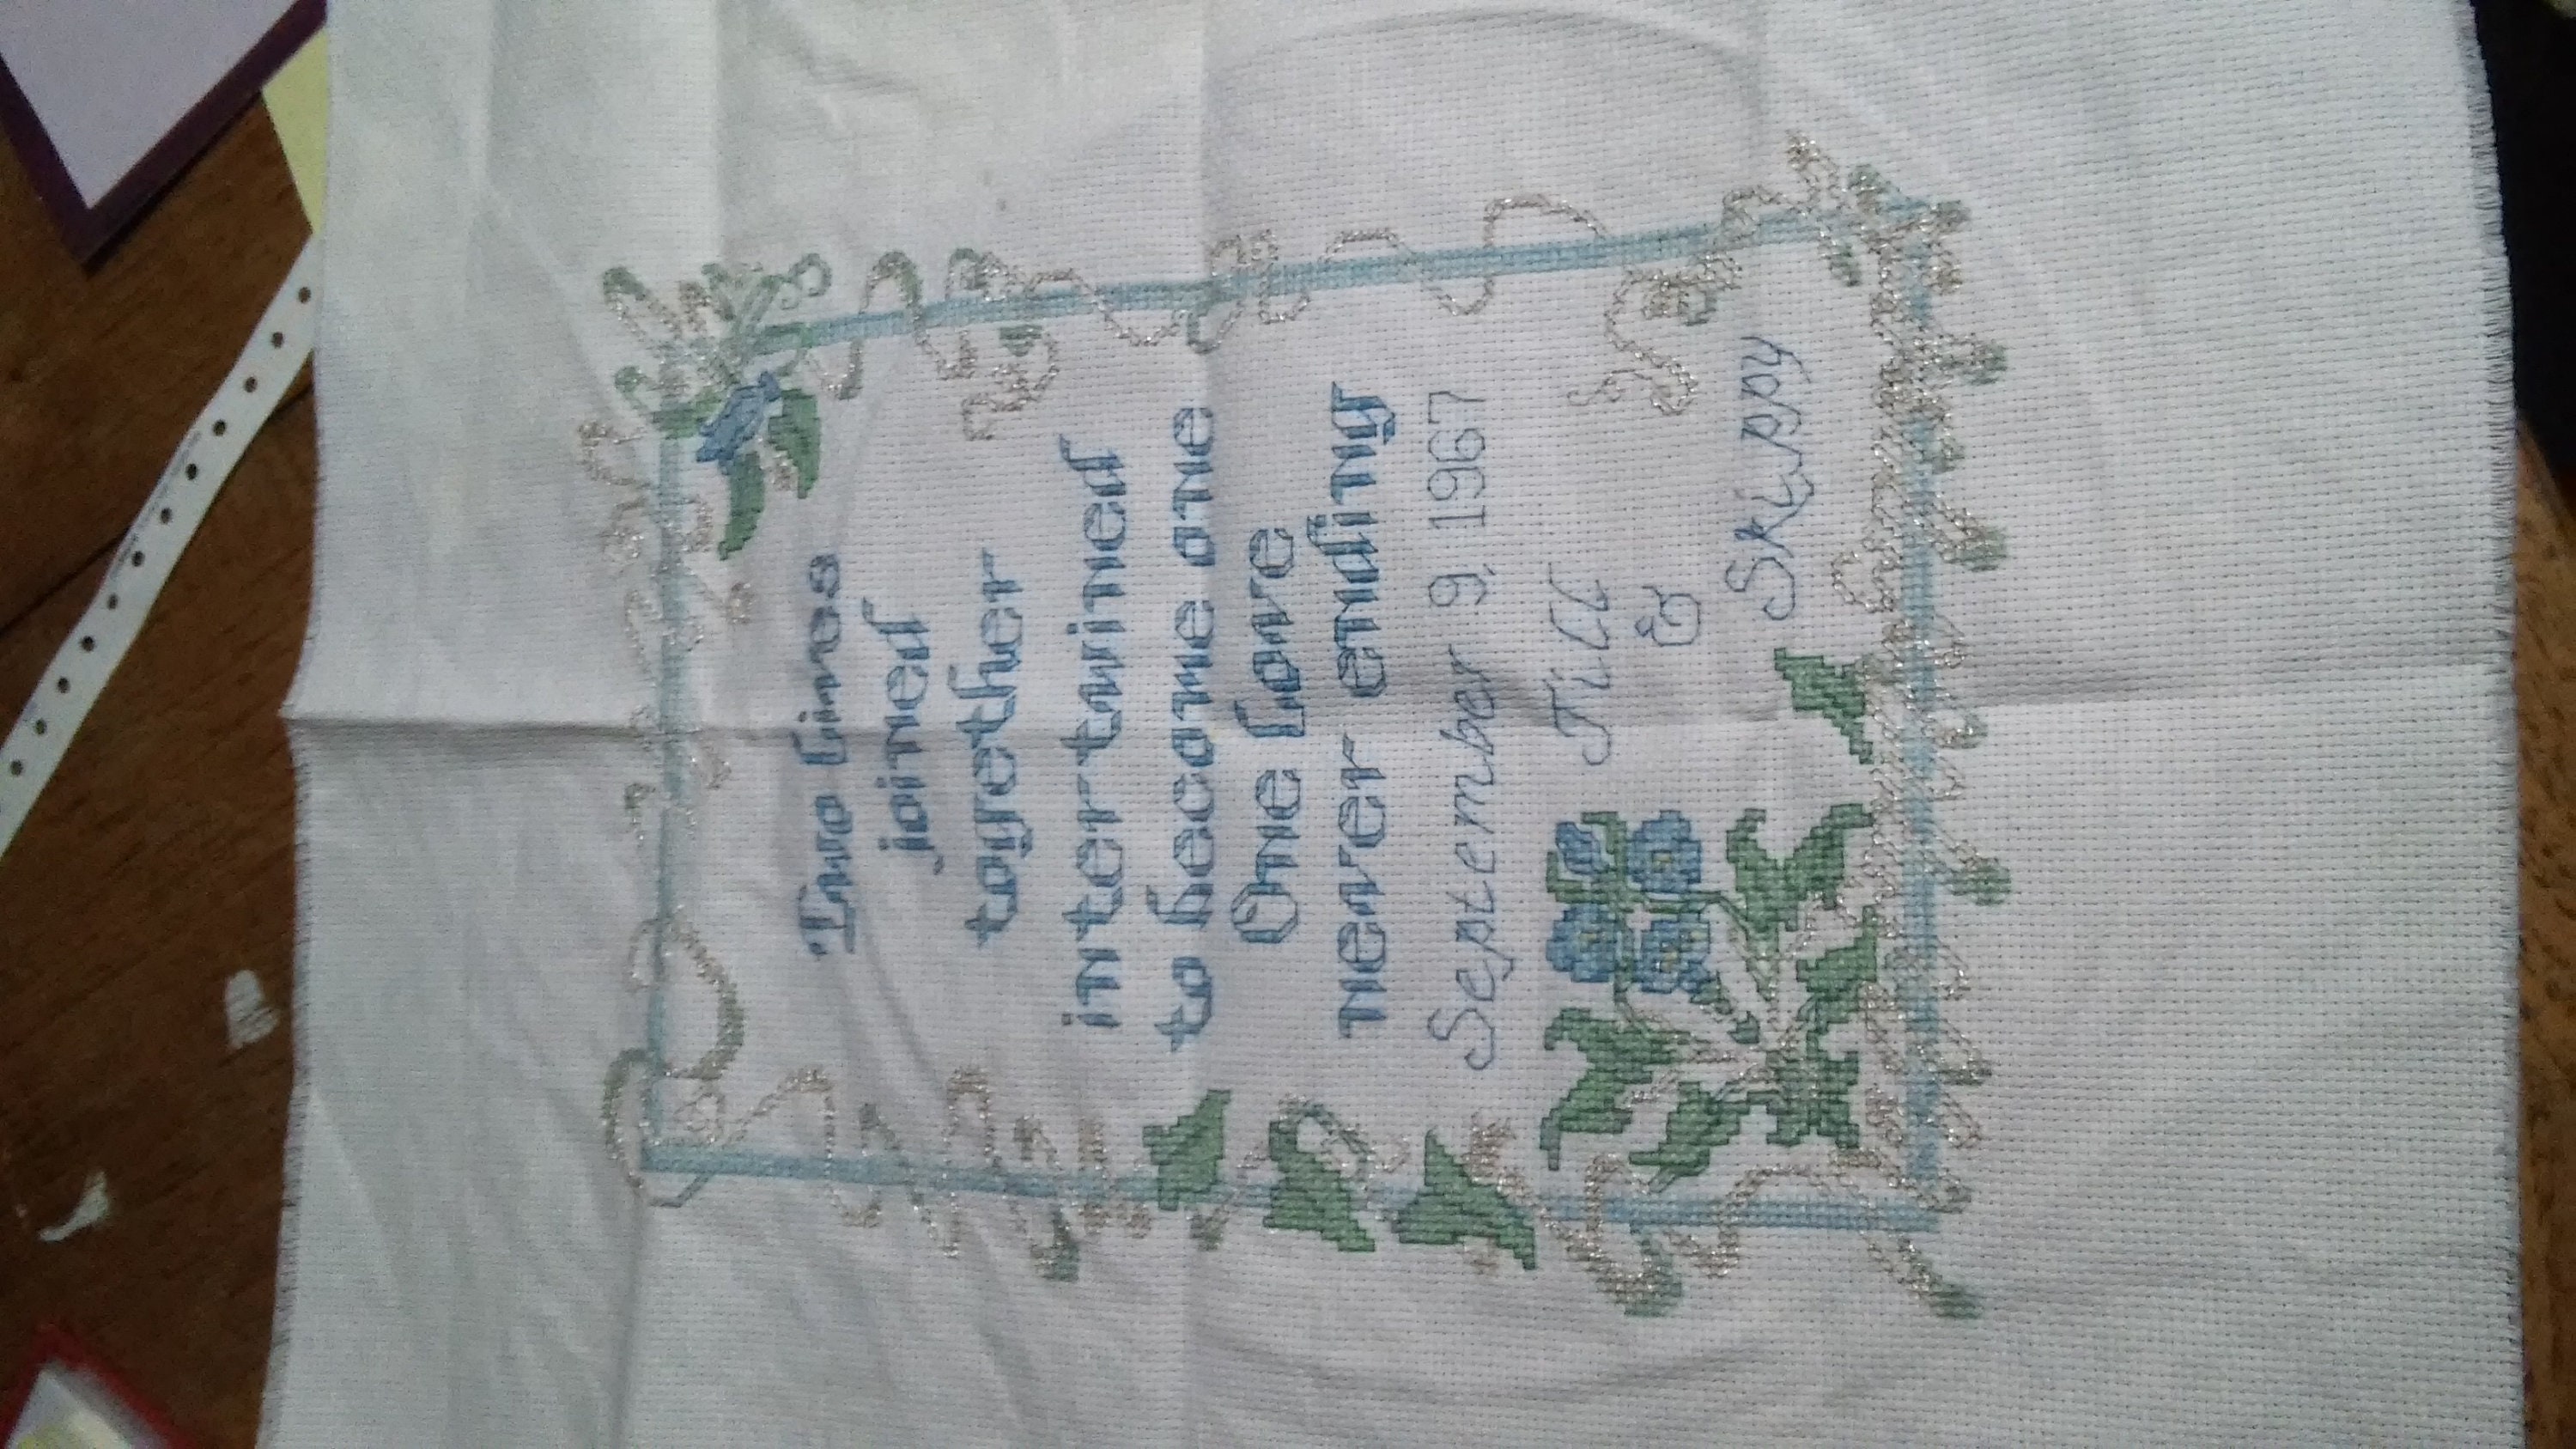 Two lives
joined
together
intertwined
to become one
One love
never ending
September 9, 1967
Jill
&
Skippy